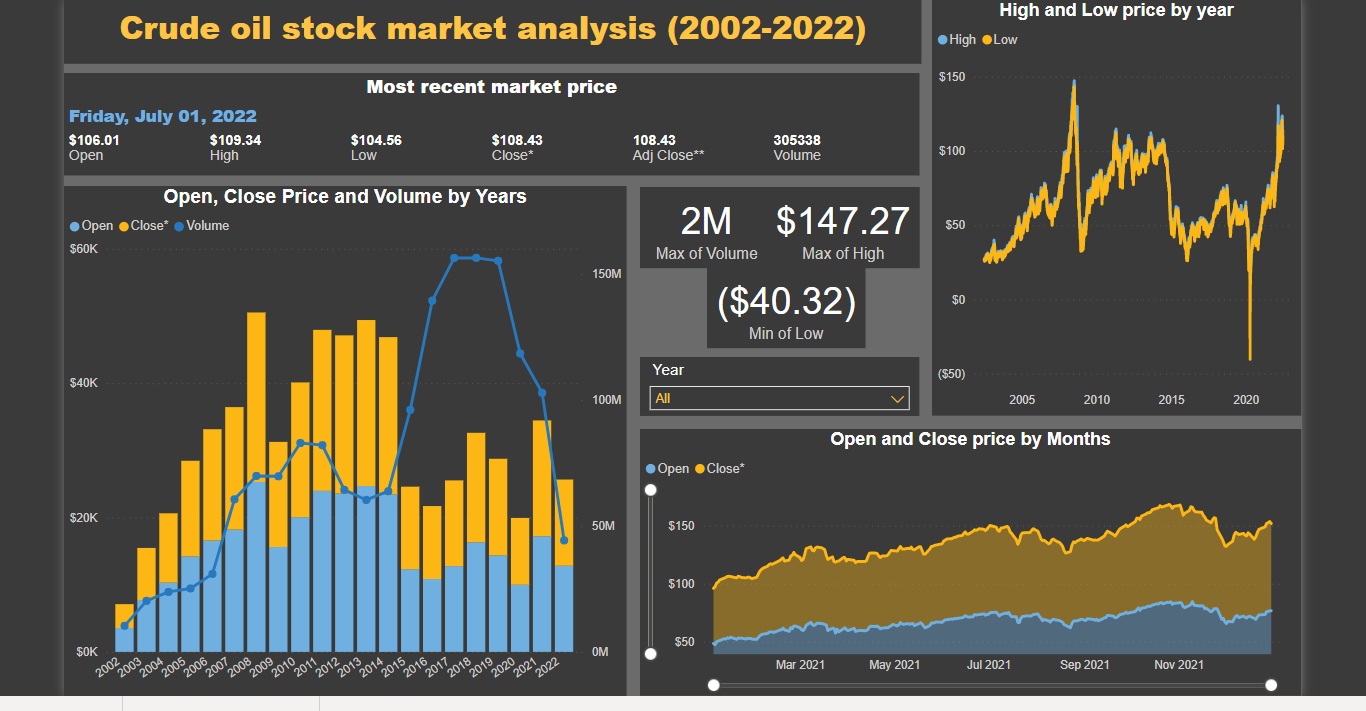 Crude oil stock market analysis (2002-2022)
Most recent market price
Friday, July 01, 2022
$106.01 $109.34 $104.56 $108.43 108.43 305338
Open High Low Close* Adj Close** Volume
Open, Close Price and Volume by Years
Open Close* Volume
$60K
150M
$40K
100M
$20K
50M
$0K 0M
2002 2003 2004 2005 2006 2007 2008 2009 2010 2011 2012 2013 2014 2015 2016 2017 2018 2019 2020 2021 2022
2M $147.27
Max of Volume Max of High
($40.32)
Min of Low
Year
All
High and Low price by year
High Low
$150
$100
$50
$0
($50)
2005 2010 2015 2020
Open and Close price by Months
Open Close*
$150
$100
$50
Mar 2021 May 2021 Jul 2021 Sep 2021 Nov 2021